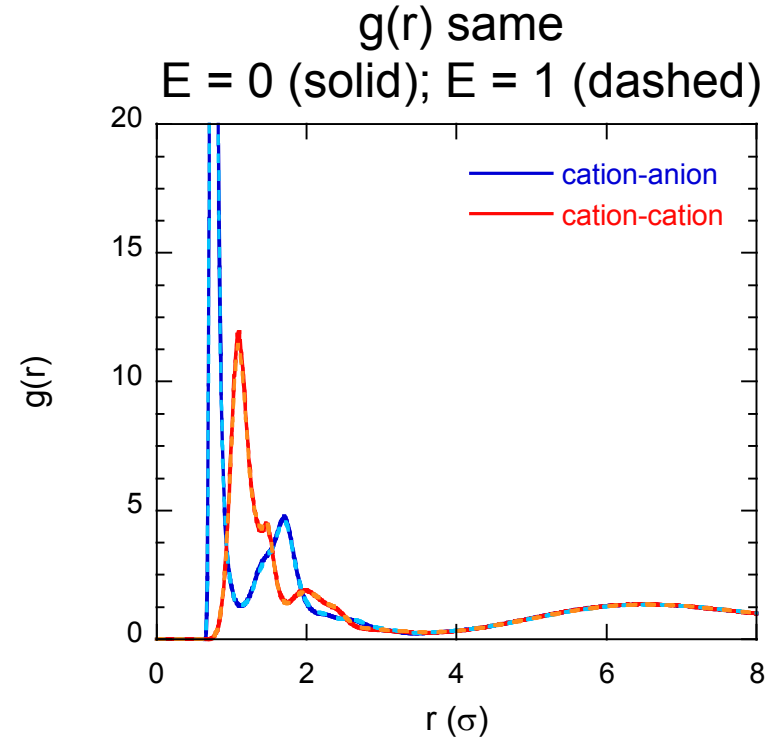 g(r) same
E = 0 (solid); E = 1 (dashed)
20
15
10
5
0
g(r)
cation-anion
cation-cation
0 2 4 6 8
r (σ)